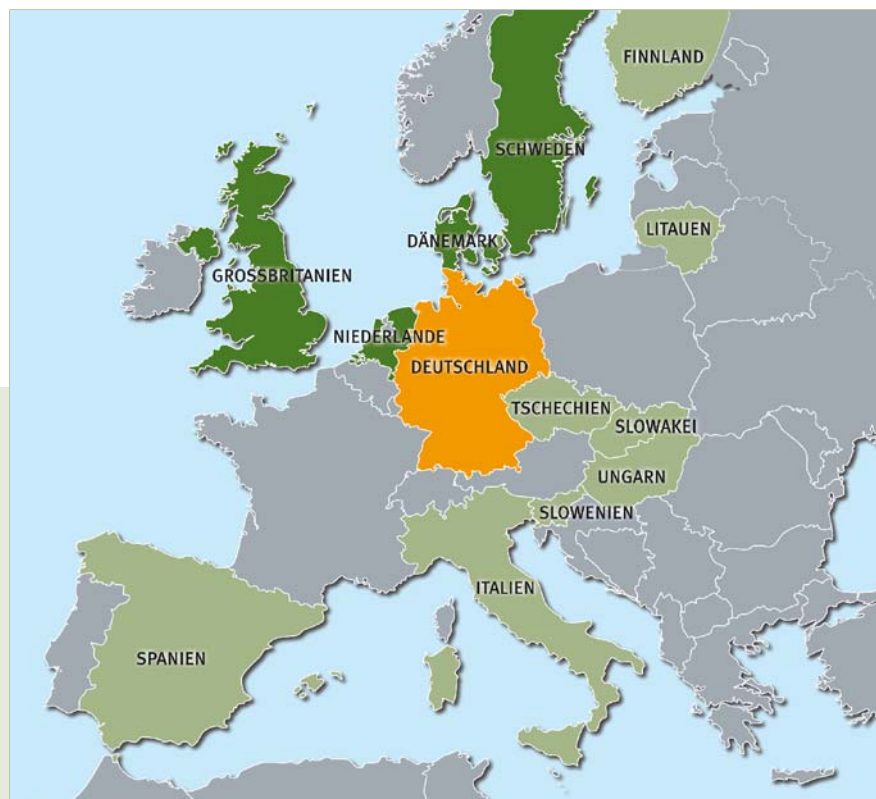 FINNLAND
SCHWEDEN
LITAUEN
DÄNEMARK
GROSSBRITANIEN
NIEDERLANDE
DEUTSCHLAND
TSCHECHIEN
SLOWAKEI
UNGARN
SLOWENIEN
ITALIEN
SPANIEN